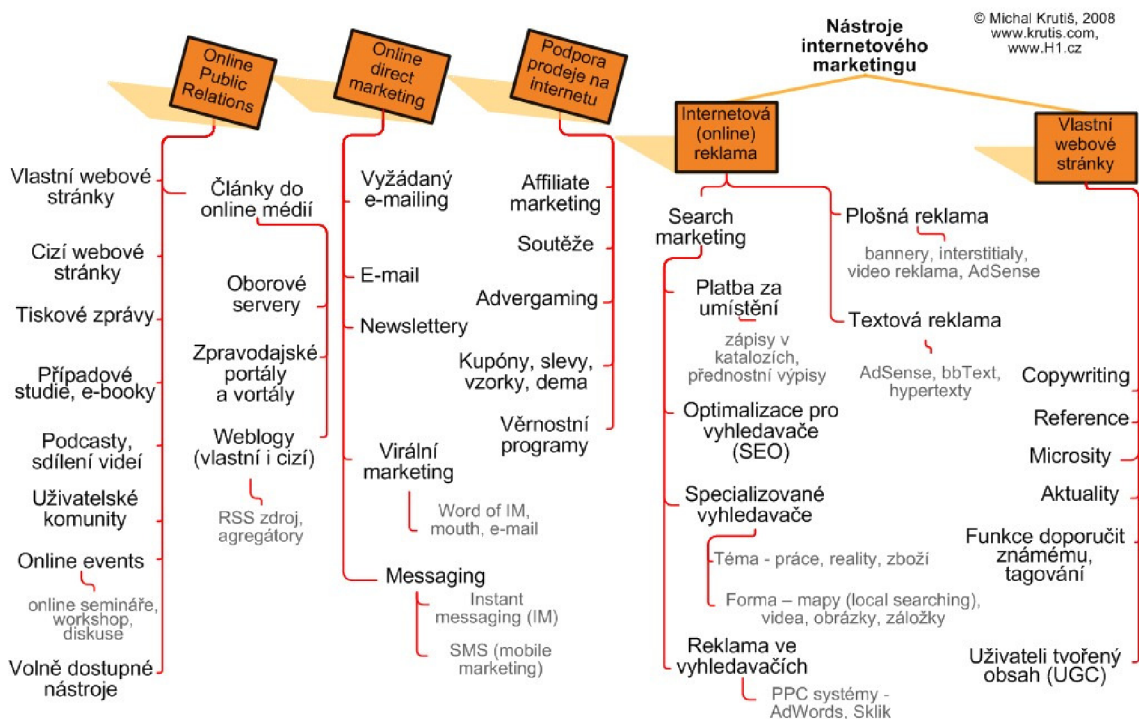 Nástroje
internetového
marketingu
© Michal Krutiš, 2008
www.krutis.com,
www.H1.cz
Online
Public
Relations
Vlastní webové
stránky
Cizí webové
stránky
Tiskové zprávy
Případové
studie, e-booky
Podcasty,
sdílení videí
Uživatelské
komunity
Online events
online semináře,
workshop,
diskuse
Volně dostupné
nástroje
Články do
online médií
Oborové
servery
Zpravodajské
portály
a vortály
Weblogy
(vlastní i cizí)
RSS zdroj,
agregátory
Online
direct
marketing
Vyžádaný
e-mailing
E-mail
Newslettery
Virální
marketing
Word of IM,
mouth, e-mail
Messaging
Instant
messaging (IM)
SMS (mobile
marketing)
Podpora
prodeje na
internetu
Affiliate
marketing
Soutěže
Advergaming
Kupóny, slevy,
vzorky, dema
Věrnostní
programy
Internetová
(online)
reklama
Search
marketing
Platba za
umístění
zápisy v
katalozích,
přednostní výpisy
Optimalizace pro
vyhledavače
(SEO)
Specializované
vyhledavače
Téma - práce, reality, zboží
Forma – mapy (local searching),
videa, obrázky, záložky
Reklama ve
vyhledavačích
PPC systémy -
AdWords, Sklik
Plošná reklama
bannery, interstitialy,
video reklama, AdSense
Textová reklama
AdSense, bbText,
hypertexty
Vlastní
webové
stránky
Copywriting
Reference
Microsity
Aktuality
Funkce doporučit
známému,
tagování
Uživateli tvořený
obsah (UGC)